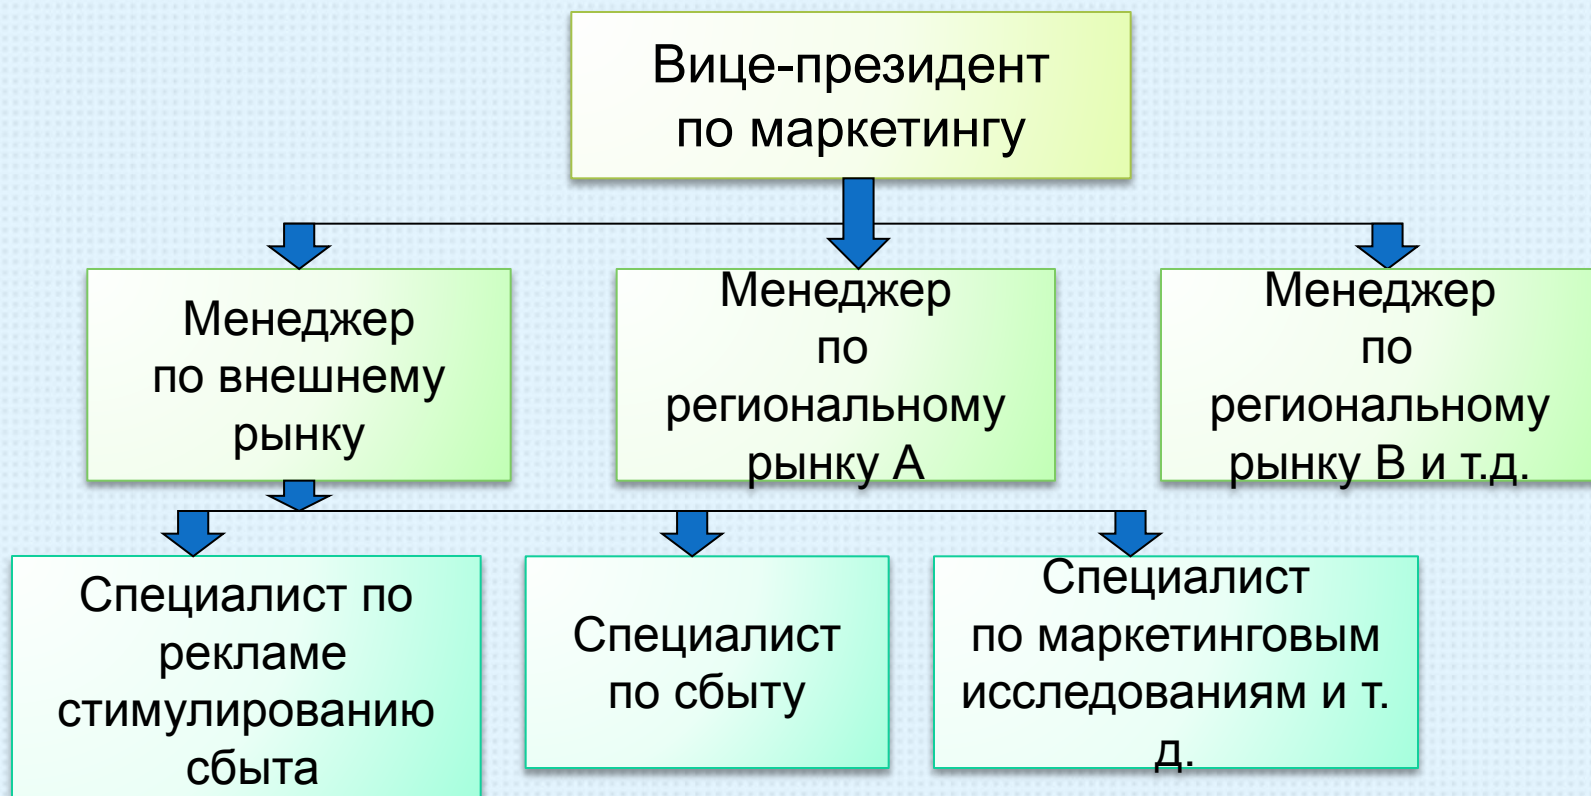 Вице-президент
по маркетингу
Менеджер
по внешнему
рынку
Менеджер
по
региональному
рынку А
Менеджер
по
региональному
рынку В и т.д.
Специалист по
рекламе
стимулированию
сбыта
Специалист
по сбыту
Специалист
по маркетинговым
исследованиям и т.
д.